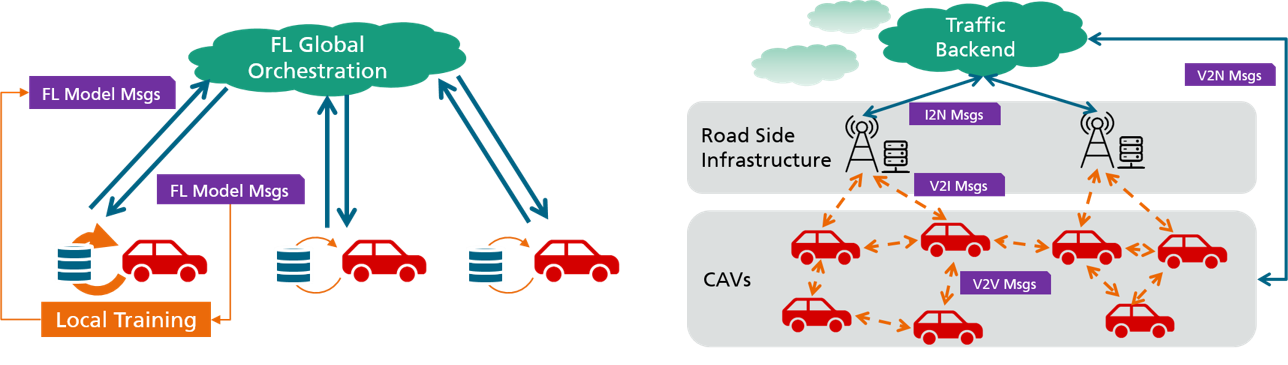 FL Global
Orchestration
FL Model Msgs
FL Model Msgs
Local Training
Traffic
Backend
V2N Msgs
I2N Msgs
Road Side
Infrastructure
V2I Msgs
CAVs
V2V Msgs